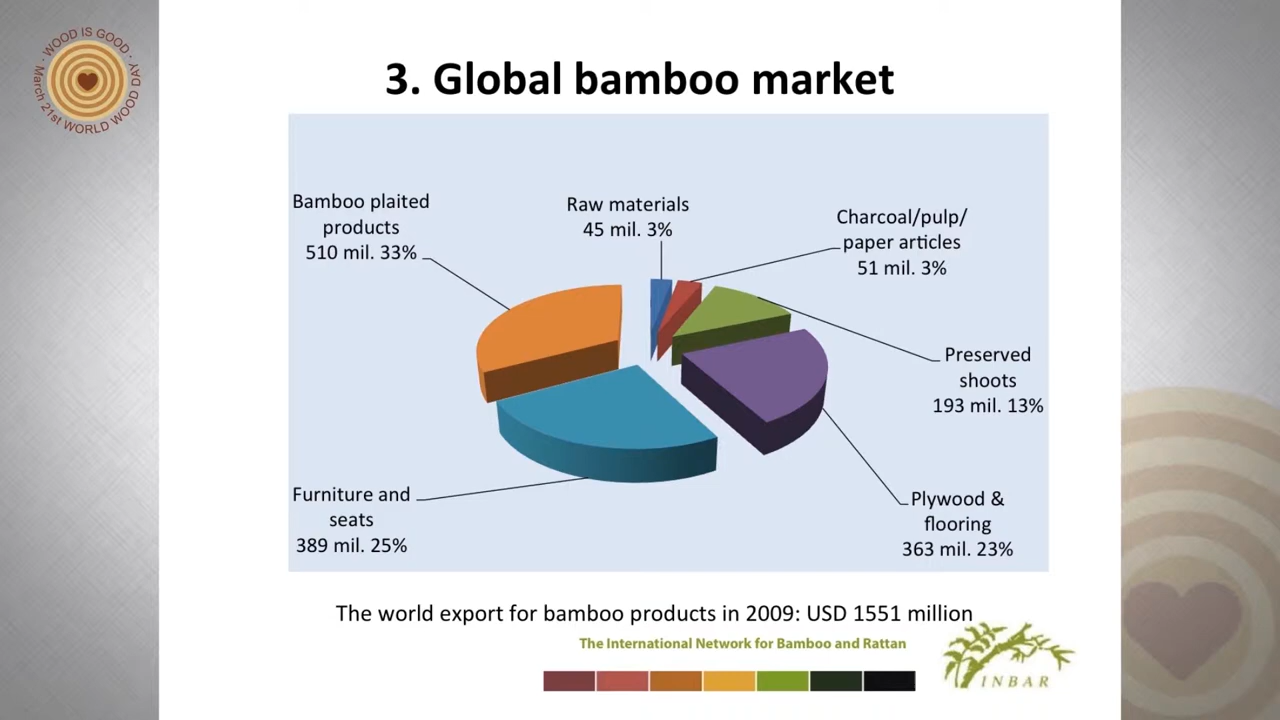 WOOD IS GOOD
March 21st WORLD WOOD DAY
3. Global bamboo market
Bamboo plaited
products
510 mil. 33%
Raw materials
45 mil. 3%
Charcoal/pulp/
paper articles
51 mil. 3%
Preserved
shoots
193 mil. 13%
Furniture and
seats
389 mil. 25%
Plywood &
flooring
363 mil. 23%
The world export for bamboo products in 2009: USD 1551 million
The International Network for Bamboo and Rattan
INBAR